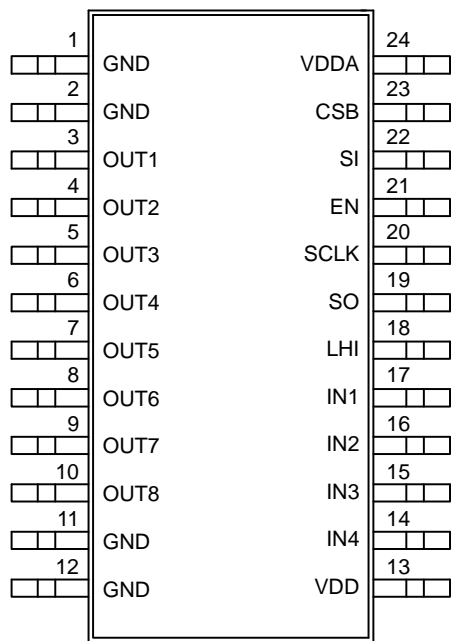 1 24
GND VDDA
2 23
GND CSB
3 22
OUT1 SI
4 21
OUT2 EN
5 20
OUT3 SCLK
6 19
OUT4 SO
7 18
OUT5 LHI
8 17
OUT6 IN1
9 16
OUT7 IN2
10 15
OUT8 IN3
11 14
GND IN4
12 13
GND VDD